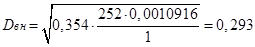 Dвн = √(0,354 · (252 · 0,0010916)/1) = 0,293